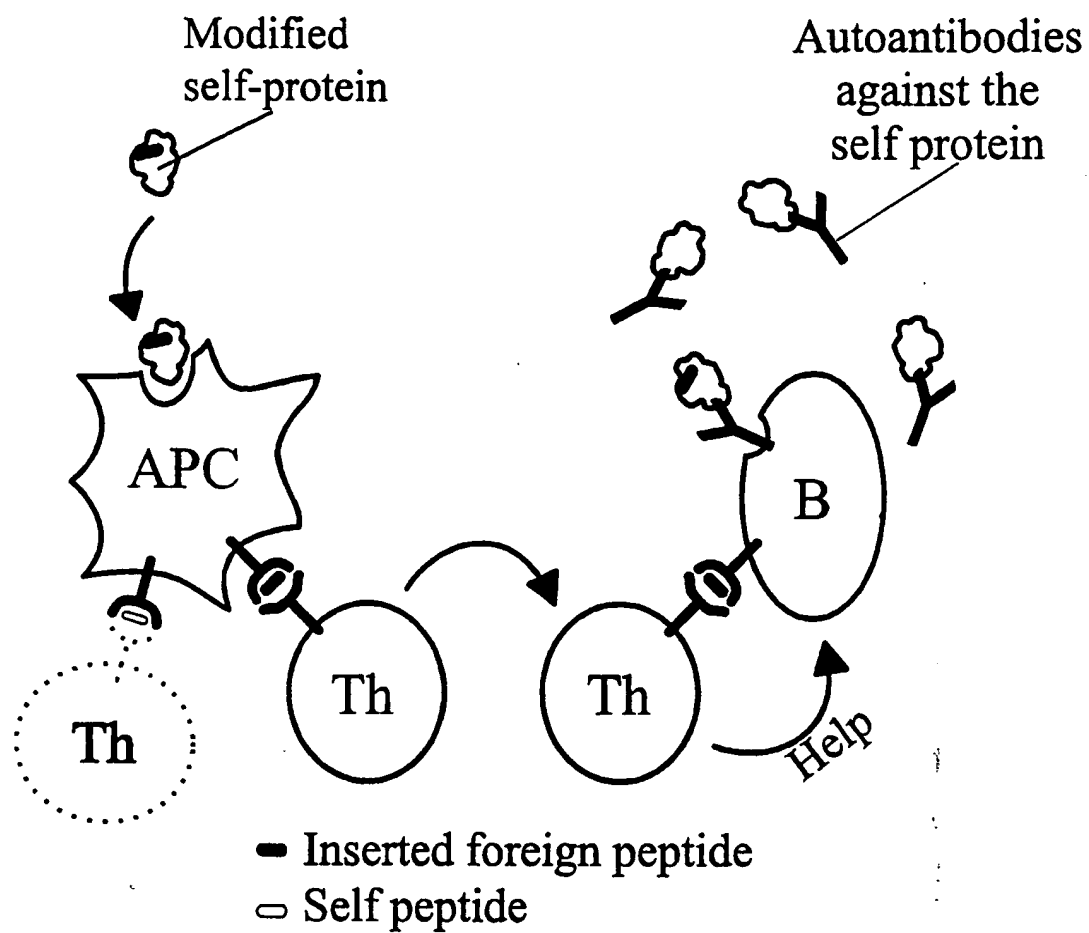 Modified
self-protein
Autoantibodies
against the
self protein
APC
B
Th
Th
Th
Help
Inserted foreign peptide
Self peptide